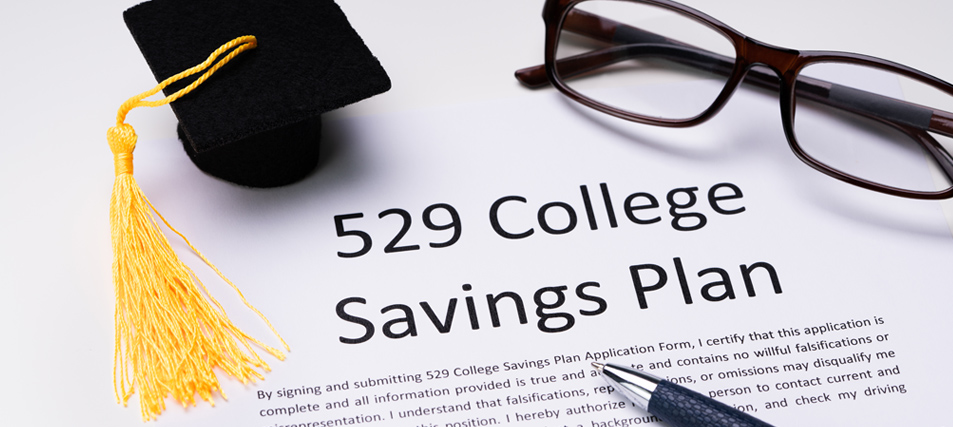 529 College
Savings Plan
By signing and submitting 529 College Savings Plan Application Form, I certify that this application is
complete and all information provided is true and and contains no willful falsifications or
misrepresentation. I understand that falsifications, or omissions may disqualify me
this position. I hereby authorize person to contact current and
a background and check my driving